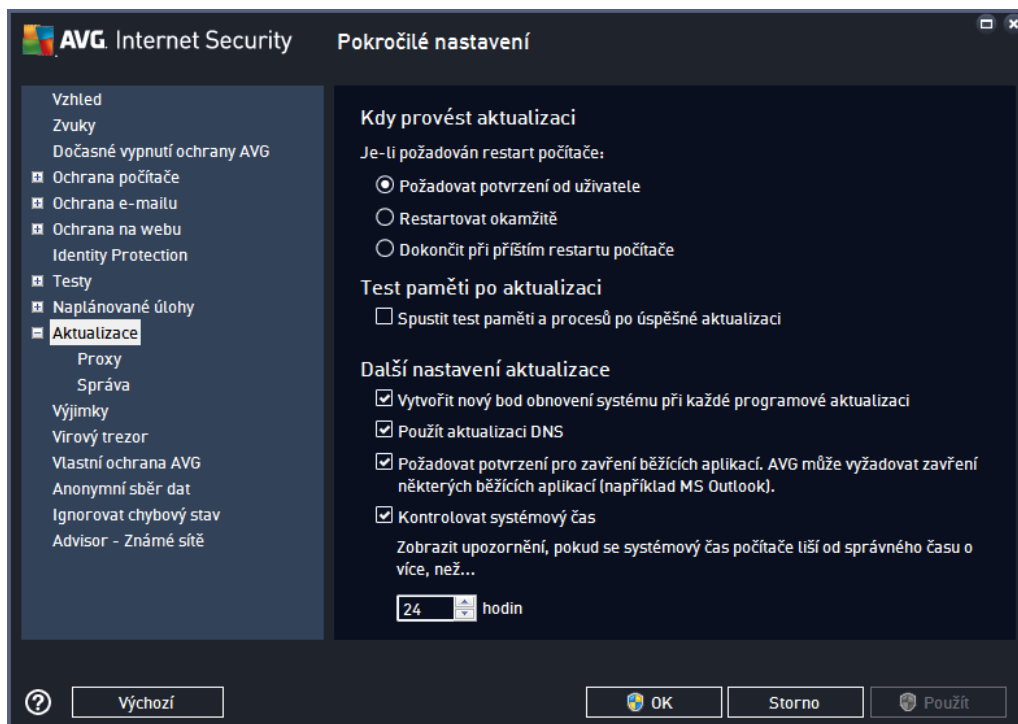 AVG. Internet Security
Pokročilé nastavení
Vzhled
Zvuky
Dočasné vypnutí ochrany AVG
Ochrana počítače
Ochrana e-mailu
Ochrana na webu
Identity Protection
Testy
Naplánované úlohy
Aktualizace
Proxy
Správa
Výjimky
Virový trezor
Vlastní ochrana AVG
Anonymní sběr dat
Ignorovat chybový stav
Advisor - Známé sítě
Kdy provést aktualizaci
Je-li požadován restart počítače:
Požadovat potvrzení od uživatele
Restartovat okamžitě
Dokončit při příštím restartu počítače
Test paměti po aktualizaci
Spustit test paměti a procesů po úspěšné aktualizaci
Další nastavení aktualizace
Vytvořit nový bod obnovení systému při každé programové aktualizaci
Použít aktualizaci DNS
Požadovat potvrzení pro zavření běžících aplikací. AVG může vyžadovat zavření
některých běžících aplikací (například MS Outlook).
Kontrolovat systémový čas
Zobrazit upozornění, pokud se systémový čas počítače liší od správného času o
více, než...
24 hodin
? Výchozí OK Storno Použít